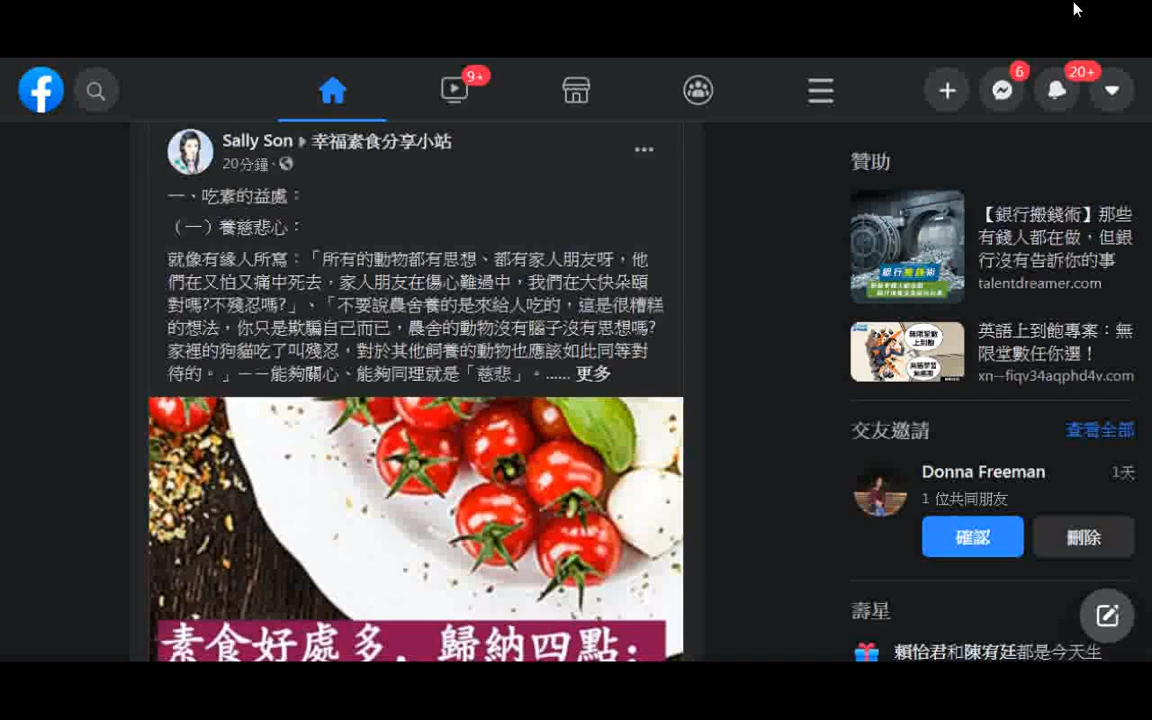 9+
6
20+
Sally Son ▸ 幸福素食分享小站
20分鐘 ·
一、吃素的益處：
（一）養慈悲心：
就像有緣人所寫：「所有的動物都有思想、都有家人朋友呀，他
們在又怕又痛中死去，家人朋友在傷心難過中，我們在大快朵頤
對嗎?不殘忍嗎?」、「不要說農舍養的是來給人吃的，這是很糟糕
的想法，你只是欺騙自己而已，農舍的動物沒有腦子沒有思想嗎?
家裡的狗貓吃了叫殘忍，對於其他飼養的動物也應該如此同等對
待的。」－－能夠關心、能夠同理就是「慈悲」。...... 更多
素食好處多，歸納四點：
贊助
銀行搬錢術
【銀行搬錢術】那些
有錢人都在做，但銀
行沒有告訴你的事
talentdreamer.com
無限堂數
上到飽
英語上到飽專案：無
限堂數任你選！
xn--fiqv34aqphd4v.com
交友邀請
查看全部
Donna Freeman
1天
1 位共同朋友
確認
刪除
壽星
賴怡君和陳宥廷都是今天生